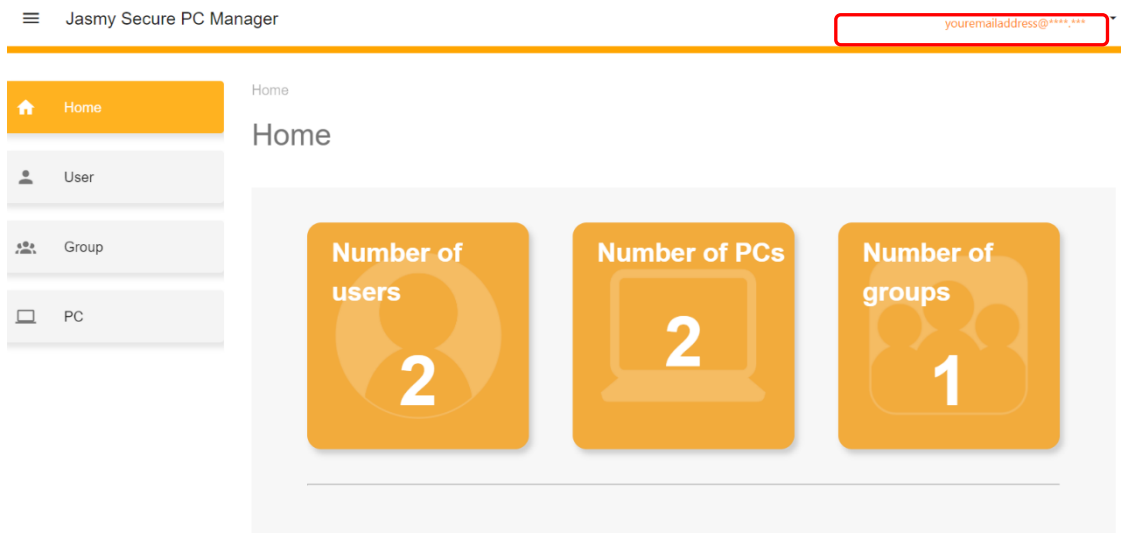 Jasmy Secure PC Manager
youremailaddress@****.***
Home
User
Group
PC
Home
Home
Number of
users
2
Number of PCs
2
Number of
groups
1